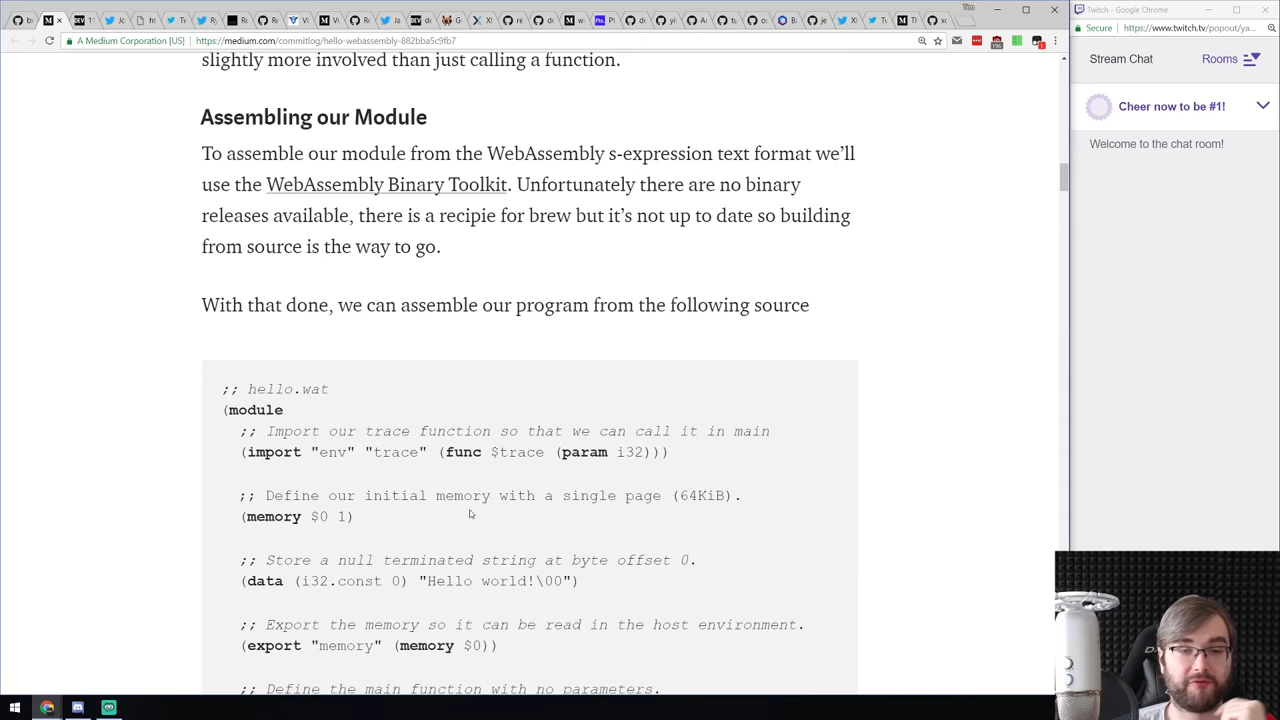 Twitch - Google Chrome
A Medium Corporation [US]
https://medium.com/commitlog/hello-webassembly-882bba5c9fb7
Secure
https://www.twitch.tv/popout/ya
Stream Chat
Rooms
Cheer now to be #1!
Welcome to the chat room!
slightly more involved than just calling a function.
Assembling our Module
To assemble our module from the WebAssembly s-expression text format we'll
use the WebAssembly Binary Toolkit. Unfortunately there are no binary
releases available, there is a recipie for brew but it's not up to date so building
from source is the way to go.
With that done, we can assemble our program from the following source
;; hello.wat
(module
;; Import our trace function so that we can call it in main
(import "env" "trace" (func $trace (param i32)))
;; Define our initial memory with a single page (64KiB).
(memory $0 1)
;; Store a null terminated string at byte offset 0.
(data (i32.const 0) "Hello world!\00")
;; Export the memory so it can be read in the host environment.
(export "memory" (memory $0))
;; Define the main function with no parameters.